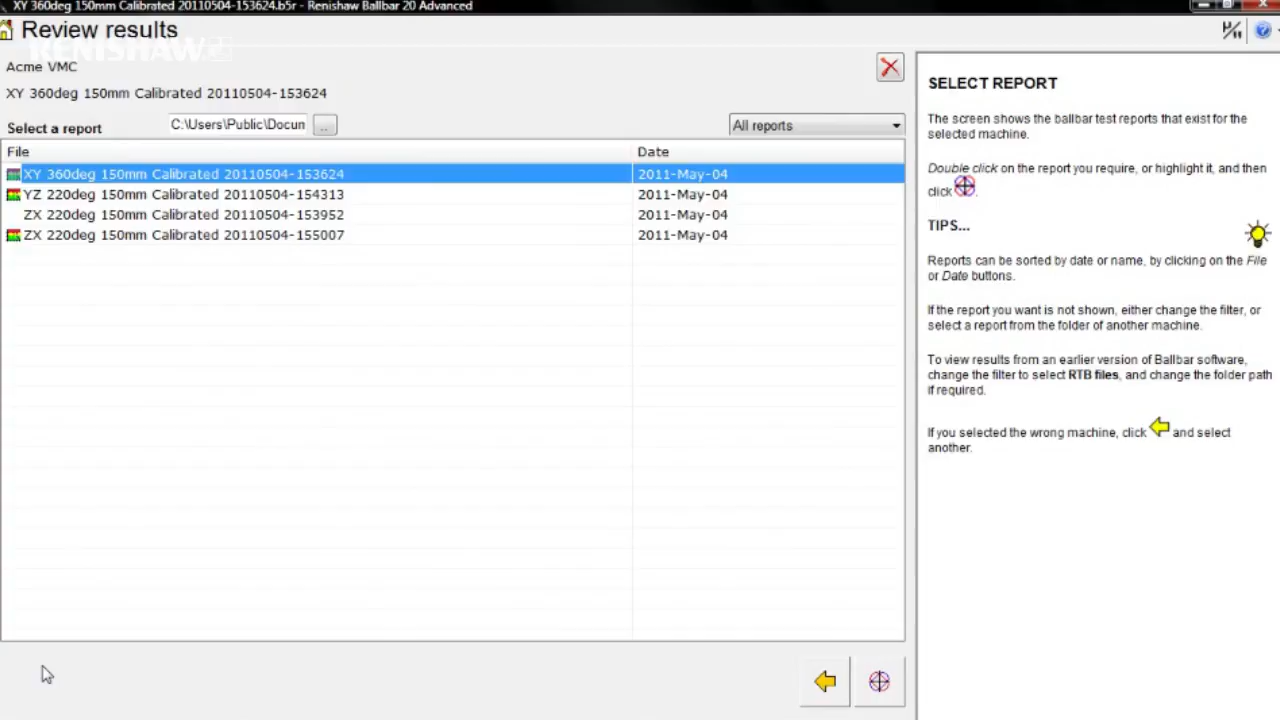 XY 360deg 150mm Calibrated 20110504-153624.b5r - Renishaw Ballbar 20 Advanced
Review results
RENISHAW
Acme VMC
XY 360deg 150mm Calibrated 20110504-153624
Select a report C:\Users\Public\Docum .. All reports
File Date
XY 360deg 150mm Calibrated 20110504-153624 2011-May-04
YZ 220deg 150mm Calibrated 20110504-154313 2011-May-04
ZX 220deg 150mm Calibrated 20110504-153952 2011-May-04
ZX 220deg 150mm Calibrated 20110504-155007 2011-May-04
SELECT REPORT
The screen shows the ballbar test reports that exist for the
selected machine.
Double click on the report you require, or highlight it, and then
click .
TIPS...
Reports can be sorted by date or name, by clicking on the File
or Date buttons.
If the report you want is not shown, either change the filter, or
select a report from the folder of another machine.
To view results from an earlier version of Ballbar software,
change the filter to select RTB files, and change the folder path
if required.
If you selected the wrong machine, click and select
another.